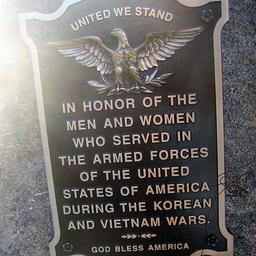 UNITED WE STAND
IN HONOR OF THE
MEN AND WOMEN
WHO SERVED IN
THE ARMED FORCES
OF THE UNITED
STATES OF AMERICA
DURING THE KOREAN
AND VIETNAM WARS.
GOD BLESS AMERICA